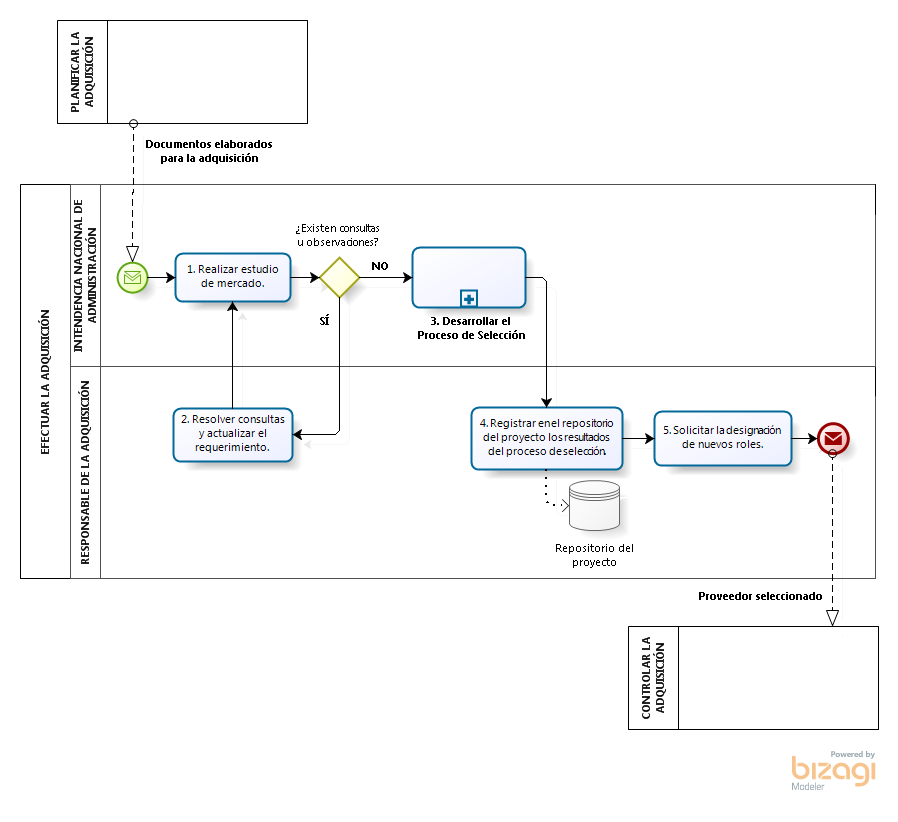 PLANIFICAR LA
ADQUISICIÓN
Documentos elaborados
para la adquisición
EFECTUAR LA ADQUISICIÓN
INTENDENCIA NACIONAL DE
ADMINISTRACIÓN
¿Existen consultas
u observaciones?
1. Realizar estudio
de mercado.
NO
SÍ
3. Desarrollar el
Proceso de Selección
RESPONSABLE DE LA ADQUISICIÓN
2. Resolver consultas
y actualizar el
requerimiento.
4. Registrar en el repositorio
del proyecto los resultados
del proceso de selección.
5. Solicitar la designación
de nuevos roles.
Repositorio del
proyecto
Proveedor seleccionado
CONTROLAR LA
ADQUISICIÓN
Powered by
bizagi
Modeler